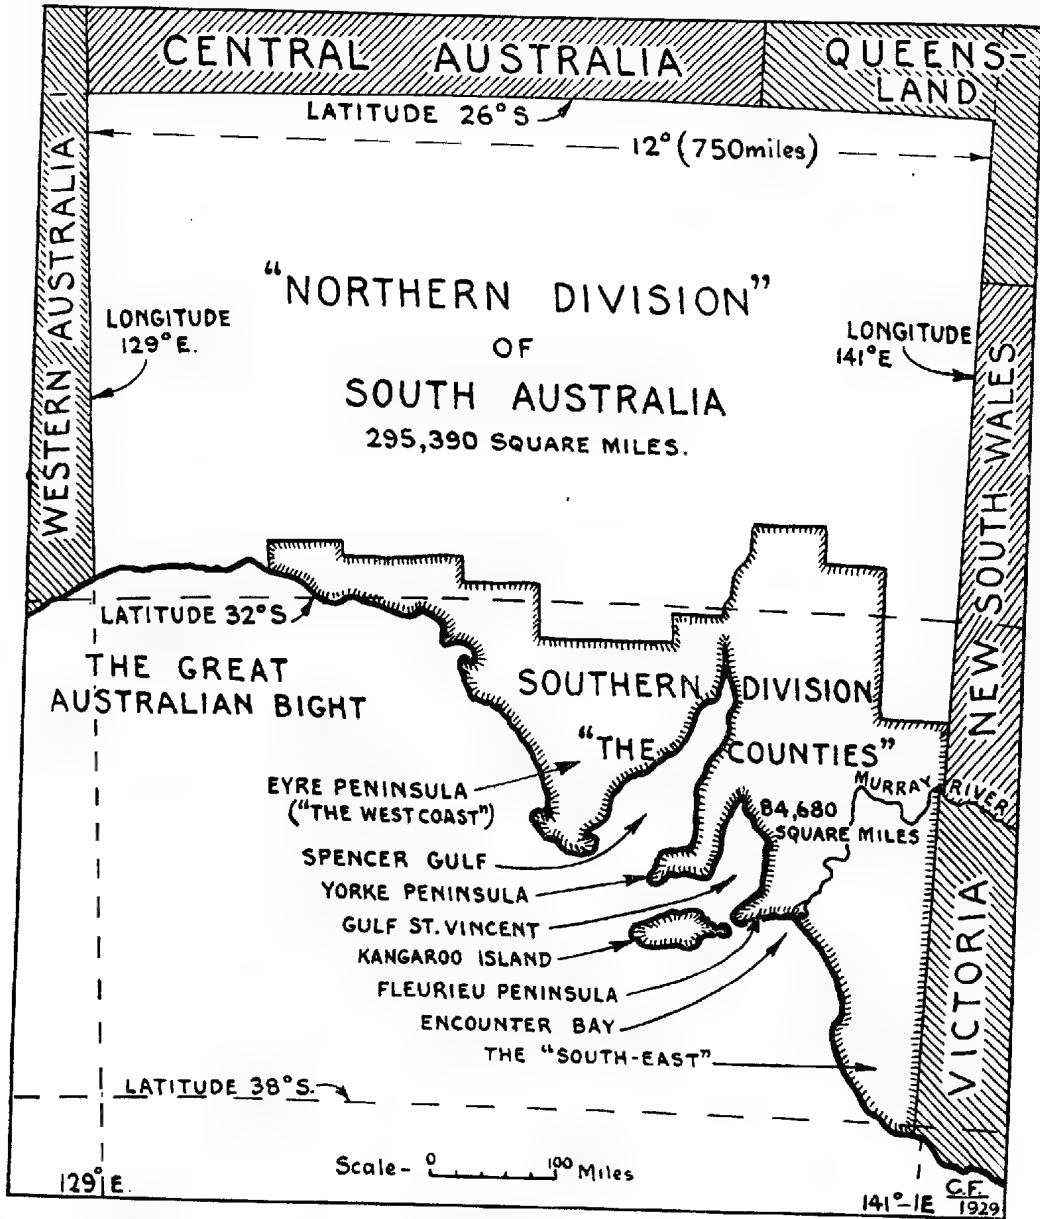 CENTRAL AUSTRALIA
QUEENS-
LAND
LATITUDE 26°S
12° (750miles)
WESTERN AUSTRALIA
"NORTHERN DIVISION"
OF
SOUTH AUSTRALIA
295,390 SQUARE MILES.
LONGITUDE
129°E.
LONGITUDE
141°E
NEW SOUTH WALES
LATITUDE 32°S
THE GREAT
AUSTRALIAN BIGHT
SOUTHERN DIVISION
"THE COUNTIES"
84,680
SQUARE MILES
MURRAY RIVER
EYRE PENINSULA
("THE WEST COAST")
SPENCER GULF
YORKE PENINSULA
GULF ST. VINCENT
KANGAROO ISLAND
FLEURIEU PENINSULA
ENCOUNTER BAY
THE "SOUTH-EAST"
VICTORIA
LATITUDE 38°S.
Scale- 0 100 Miles
129°E.
141°-1E
C.F.
1929